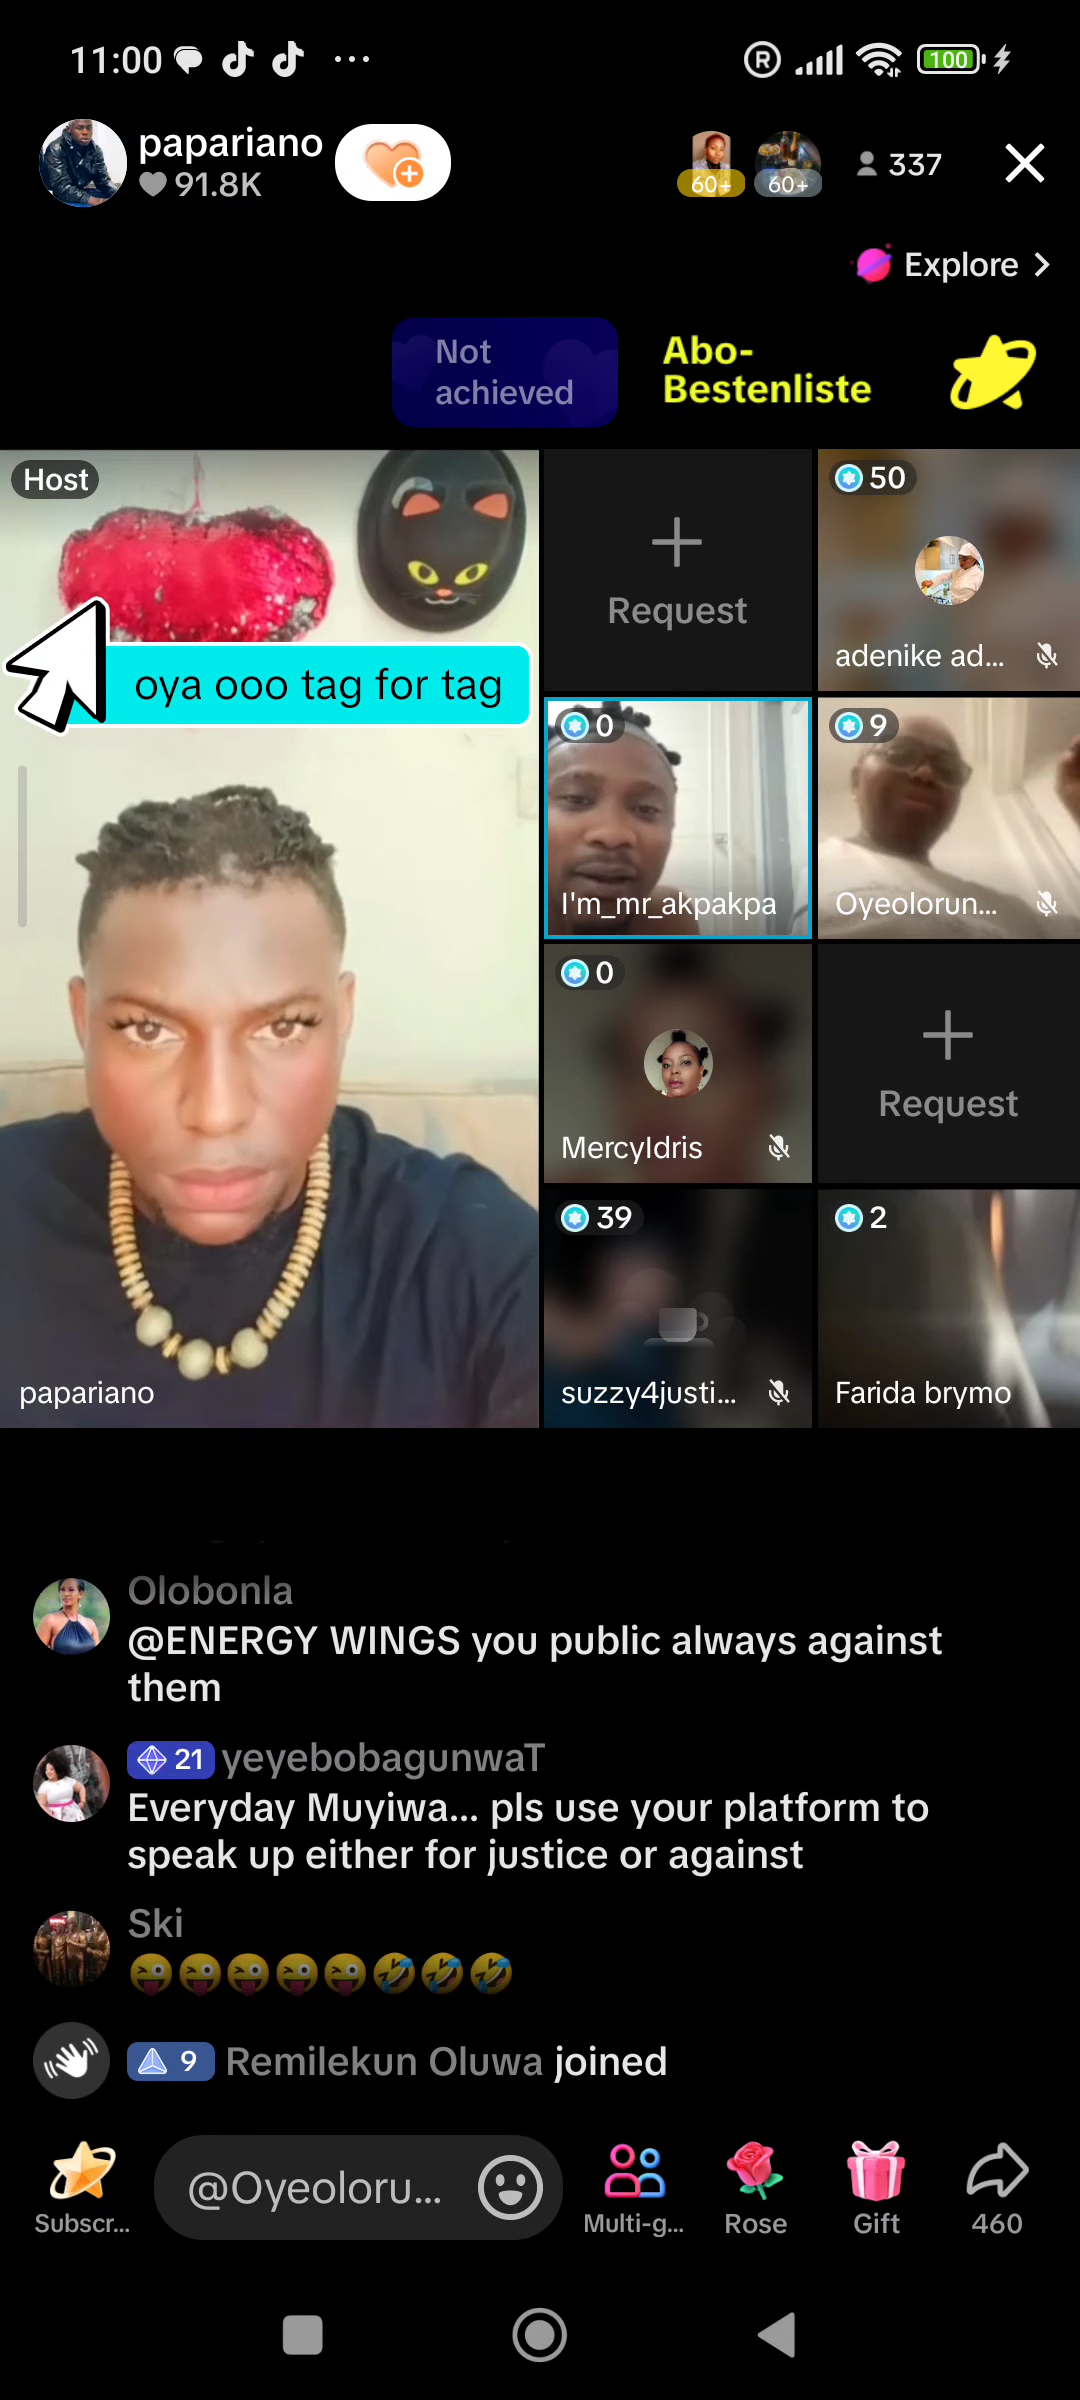 11:00
R
100
papariano
91.8K
60+
60+
337
Explore
Not
achieved
Abo-
Bestenliste
Host
oya ooo tag for tag
papariano
Request
50
adenike ad...
0
I'm_mr_akpakpa
9
Oyeolorun...
0
MercyIdris
Request
39
suzzy4justi...
2
Farida brymo
Olobonla
@ENERGY WINGS you public always against
them
21 yeyebobagunwaT
Everyday Muyiwa... pls use your platform to
speak up either for justice or against
Ski
😜😜😜😜😜🤣🤣🤣
9 Remilekun Oluwa joined
Subscr...
@Oyeoloru...
Multi-g...
Rose
Gift
460